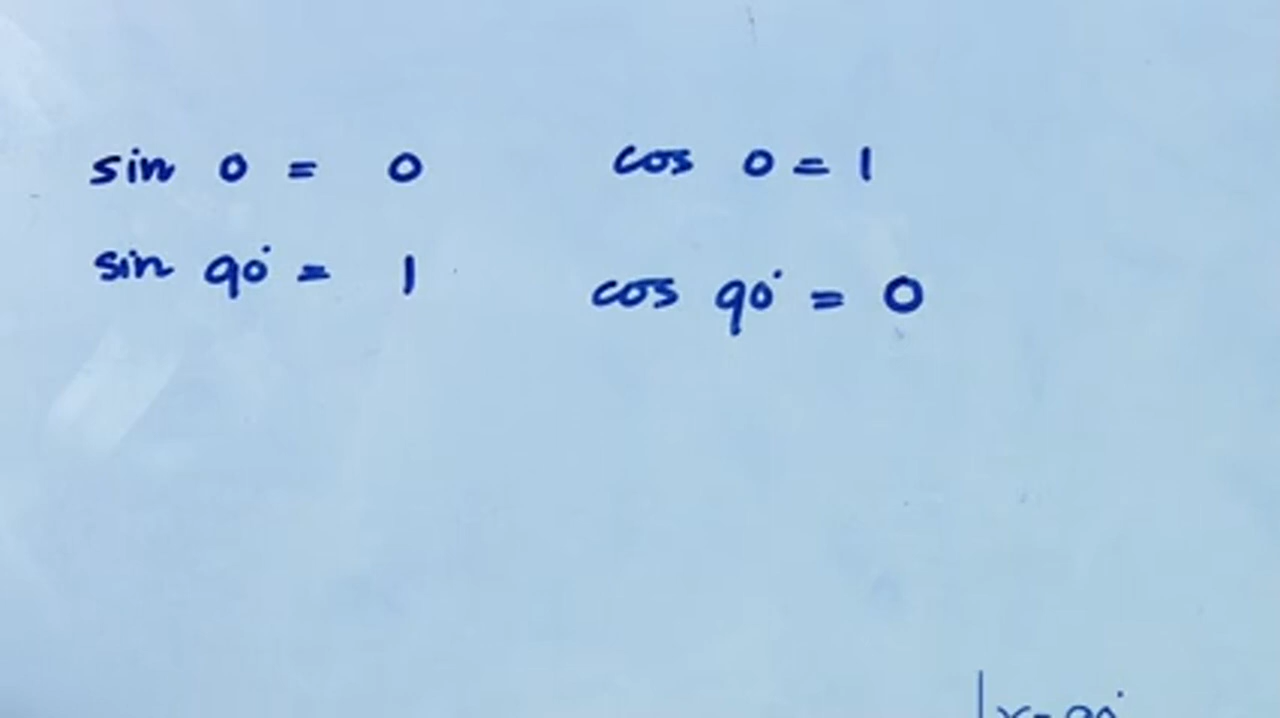 sin 0 = 0 cos 0 = 1
sin 90° = 1 cos 90° = 0